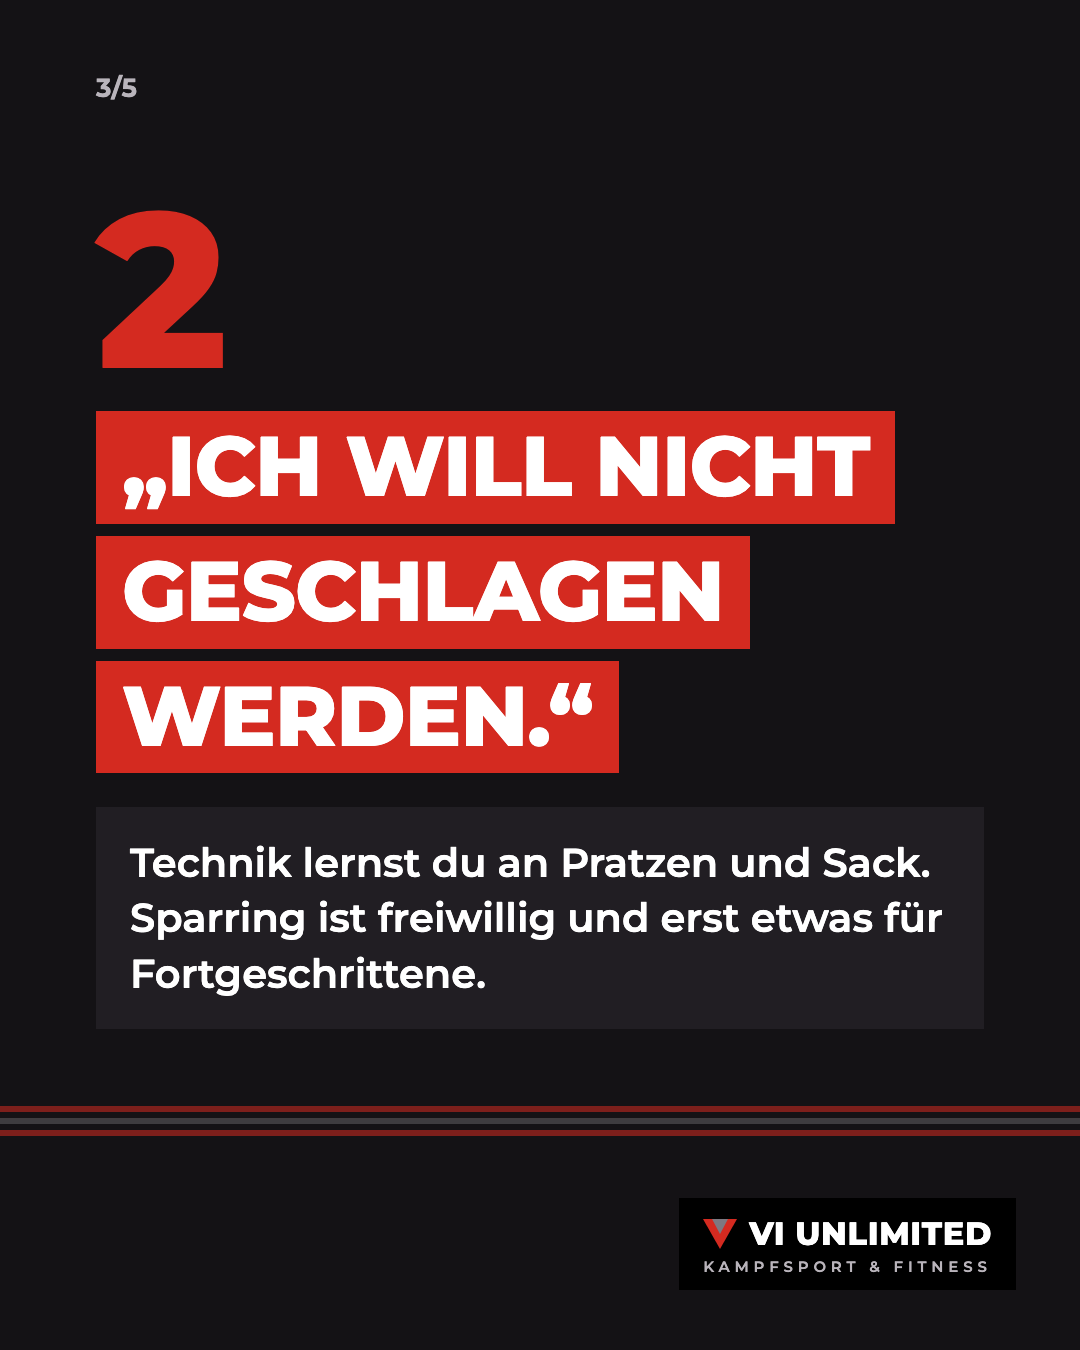 3/5
2
„ICH WILL NICHT
GESCHLAGEN
WERDEN.“
Technik lernst du an Pratzen und Sack.
Sparring ist freiwillig und erst etwas für
Fortgeschrittene.
VI UNLIMITED
KAMPFSPORT & FITNESS